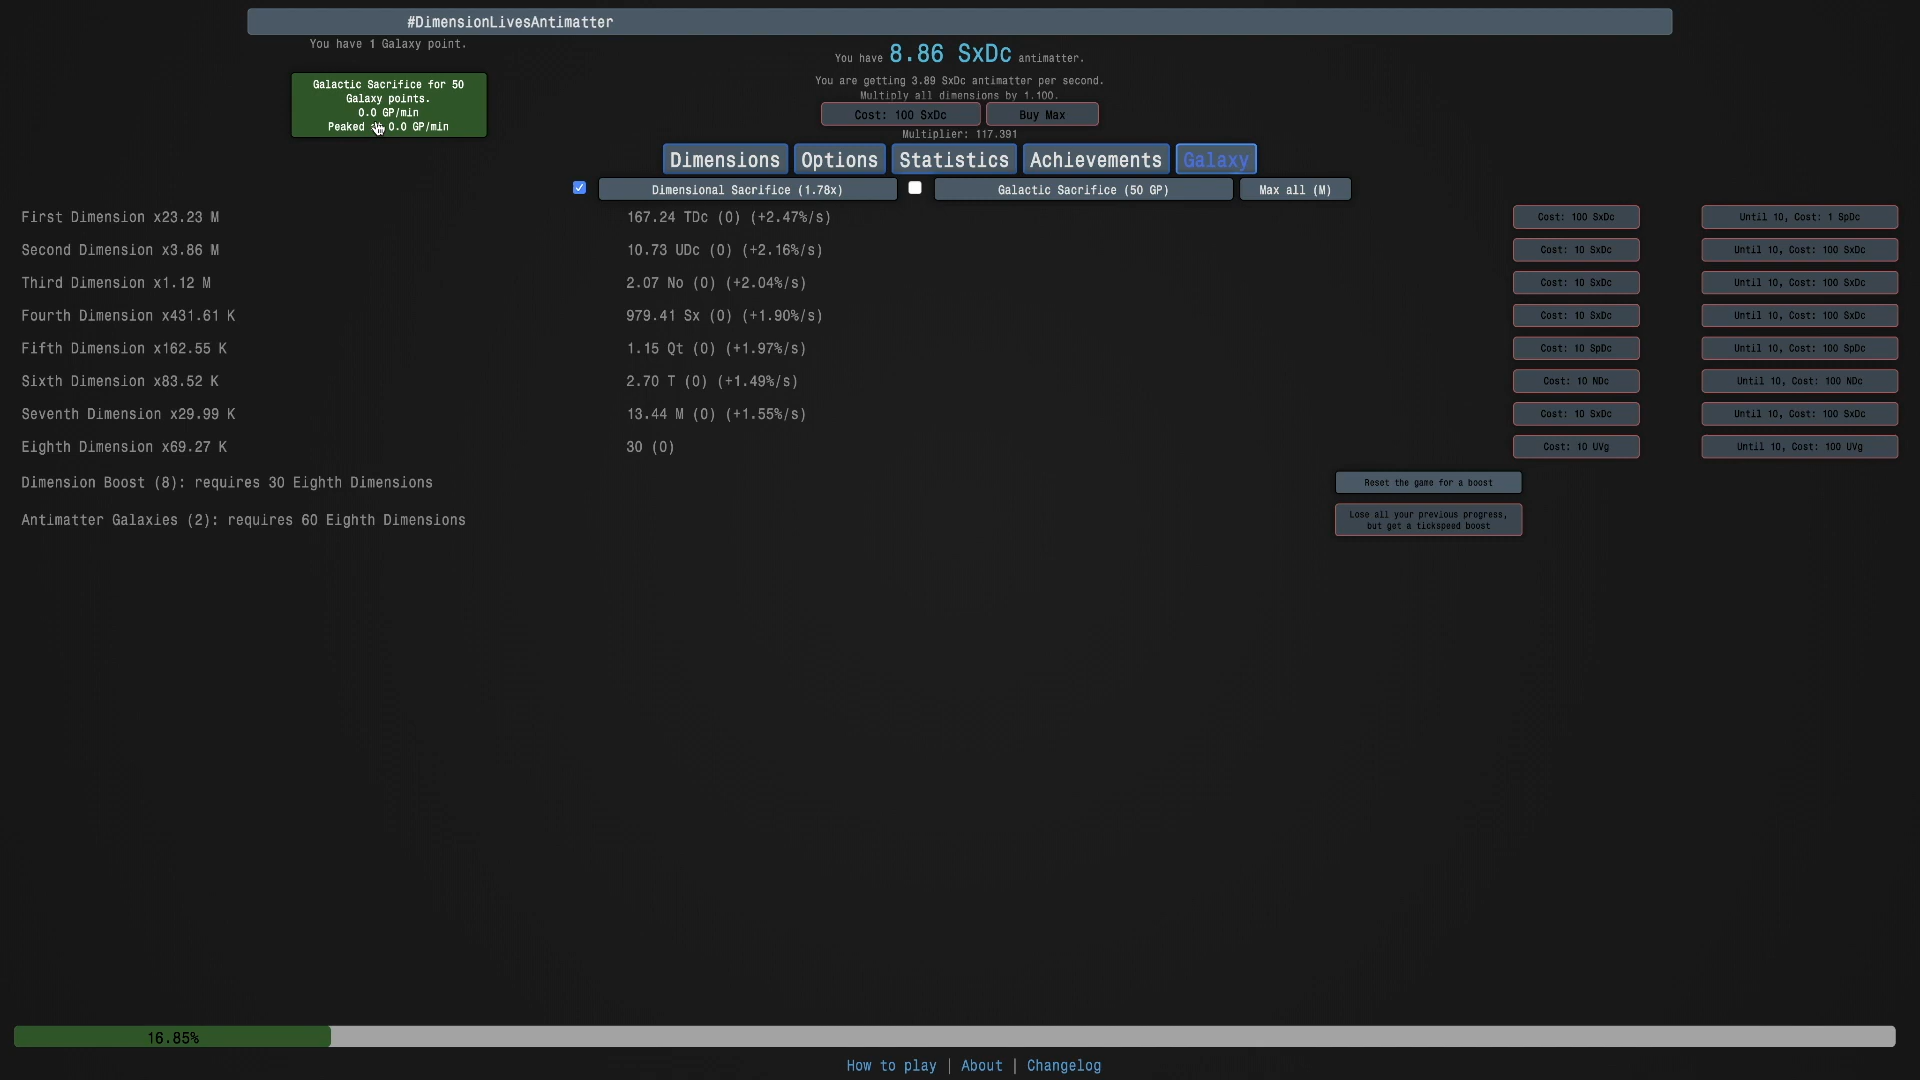 #DimensionLivesAntimatter
You have 1 Galaxy point.
Galactic Sacrifice for 50
Galaxy points.
0.0 GP/min
Peaked 0.0 GP/min
You have 8.86 SxDc antimatter.
You are getting 3.89 SxDc antimatter per second.
Multiply all dimensions by 1.100.
Cost: 100 SxDc Buy Max
Multiplier: 117.391
Dimensions Options Statistics Achievements Galaxy
Dimensional Sacrifice (1.78x) Galactic Sacrifice (50 GP) Max all (M)
First Dimension x23.23 M 167.24 TDc (0) (+2.47%/s) Cost: 100 SxDc Until 10, Cost: 1 SpDc
Second Dimension x3.86 M 10.73 UDc (0) (+2.16%/s) Cost: 10 SxDc Until 10, Cost: 100 SxDc
Third Dimension x1.12 M 2.07 No (0) (+2.04%/s) Cost: 10 SxDc Until 10, Cost: 100 SxDc
Fourth Dimension x431.61 K 979.41 Sx (0) (+1.90%/s) Cost: 10 SxDc Until 10, Cost: 100 SxDc
Fifth Dimension x162.55 K 1.15 Qt (0) (+1.97%/s) Cost: 10 SpDc Until 10, Cost: 100 SpDc
Sixth Dimension x83.52 K 2.70 T (0) (+1.49%/s) Cost: 10 NDc Until 10, Cost: 100 NDc
Seventh Dimension x29.99 K 13.44 M (0) (+1.55%/s) Cost: 10 SxDc Until 10, Cost: 100 SxDc
Eighth Dimension x69.27 K 30 (0) Cost: 10 UVg Until 10, Cost: 100 UVg
Dimension Boost (8): requires 30 Eighth Dimensions Reset the game for a boost
Antimatter Galaxies (2): requires 60 Eighth Dimensions Lose all your previous progress,
but get a tickspeed boost
16.85%
How to play | About | Changelog